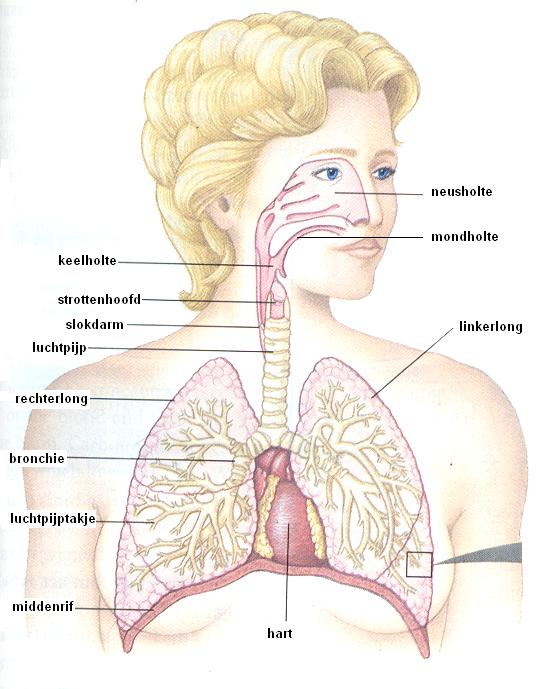 neusholte
mondholte
keelholte
strottenhoofd
slokdarm
luchtpijp
linkerlong
rechterlong
bronchie
luchtpijptakje
middenrif
hart